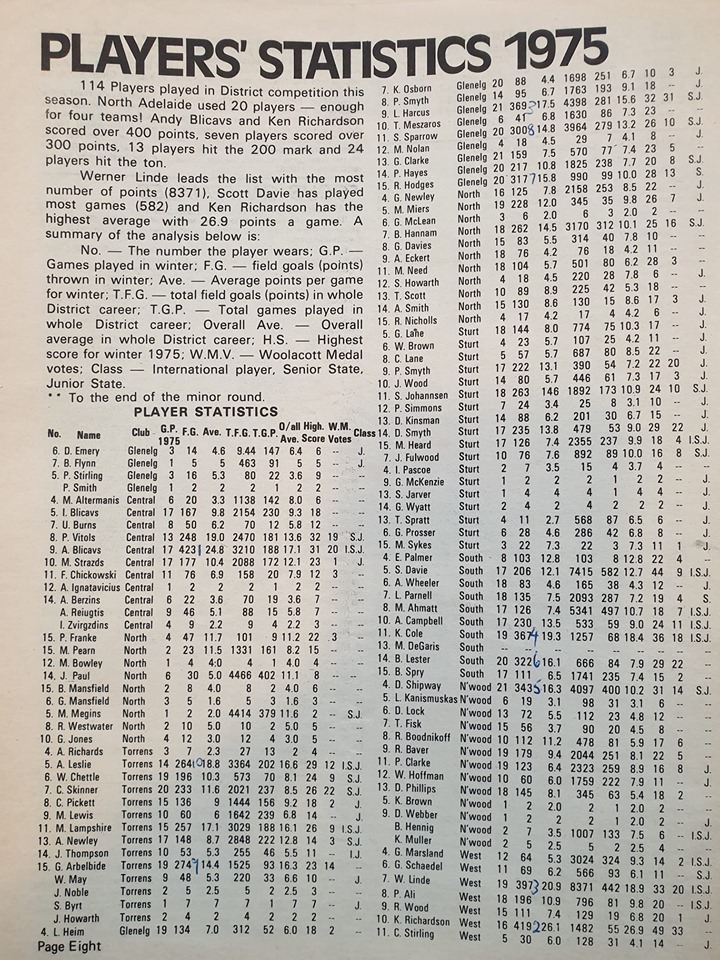 PLAYERS' STATISTICS 1975
114 Players played in District competition this
season. North Adelaide used 20 players — enough
for four teams! Andy Blicavs and Ken Richardson
scored over 400 points, seven players scored over
300 points, 13 players hit the 200 mark and 24
players hit the ton.
Werner Linde leads the list with the most
number of points (8371), Scott Davie has played
most games (582) and Ken Richardson has the
highest average with 26.9 points a game. A
summary of the analysis below is:
No. — The number the player wears; G.P. —
Games played in winter; F.G. — field goals (points)
thrown in winter; Ave. — Average points per game
for winter; T.F.G. — total field goals (points) in whole
District career; T.G.P. — Total games played in
whole District career; Overall Ave. — Overall
average in whole District career; H.S. — Highest
score for winter 1975; W.M.V. — Woolacott Medal
votes; Class — International player, Senior State,
Junior State.
** To the end of the minor round.
PLAYER STATISTICS
No. Name Club G.P. F.G. Ave. T.F.G. T.G.P. O/all High. W.M. Class
1975 Ave. Score Votes
6. D. Emery Glenelg 3 14 4.6 9.44 147 6.4 6 -- J.
7. B. Flynn Glenelg 1 5 5 463 91 5 5 -- J.
5. P. Stirling Glenelg 3 16 5.3 80 22 3.6 9 -- --
P. Smith Glenelg 1 2 2 2 1 2 2 -- --
4. M. Altermanis Central 6 20 3.3 1138 142 8.0 6 -- --
5. I. Blicavs Central 17 167 9.8 2154 230 9.3 18 -- J.
7. U. Burns Central 8 50 6.2 70 12 5.8 12 -- --
8. P. Vitols Central 13 248 19.0 2470 181 13.6 32 19 S.J.
9. A. Blicavs Central 17 423 24.8 3210 188 17.1 31 20 I.S.J.
10. M. Strazds Central 17 177 10.4 2088 172 12.1 23 1 J.
11. F. Chickowski Central 11 76 6.9 158 20 7.9 12 3 --
12. A. Ignatavicius Central 1 2 2 2 1 2 2 -- --
14. A. Berzins Central 6 22 3.6 70 19 3.6 8 -- --
A. Reiugtis Central 9 46 5.1 88 15 5.8 7 -- --
I. Zvirgzdins Central 4 9 2.2 9 4 2.2 3 -- --
15. P. Franke North 4 47 11.7 101 9 11.2 22 3 --
15. M. Pearn North 2 23 11.5 1331 161 8.2 15 -- --
12. M. Bowley North 1 4 4.0 4 1 4.0 4 -- --
14. J. Paul North 6 30 5.0 4466 402 11.1 8 -- --
15. B. Mansfield North 2 8 4.0 8 2 4.0 6 -- --
6. G. Mansfield North 3 5 1.6 5 3 1.6 3 -- --
5. M. Megins North 1 2 2.0 4414 379 11.6 2 -- S.J.
8. R. Westwater North 2 10 5.0 10 2 5.0 5 -- --
10. G. Jones North 4 12 3.0 12 4 3.0 5 -- --
4. A. Richards Torrens 3 7 2.3 27 13 2 4 -- --
5. A. Leslie Torrens 14 264 18.8 3364 202 16.6 29 12 I.S.J.
6. W. Chettle Torrens 19 196 10.3 573 70 8.1 24 9 S.J.
7. C. Skinner Torrens 20 233 11.6 2021 237 8.5 26 22 S.J.
8. C. Pickett Torrens 15 136 9 1444 156 9.2 18 2 J.
9. M. Lewis Torrens 10 60 6 1642 239 6.8 14 -- J.
11. M. Lampshire Torrens 15 257 17.1 3029 188 16.1 26 9 I.S.J.
13. A. Newley Torrens 17 148 8.7 2848 222 12.8 14 3 S.J.
14. J. Thompson Torrens 10 53 5.3 255 46 5.5 11 -- I.J.
15. G. Arbelbide Torrens 19 274 14.4 1525 93 16.3 23 14 --
W. May Torrens 9 48 5.3 220 33 6.6 10 -- J.
J. Noble Torrens 2 5 2.5 5 2 2.5 3 -- --
S. Byrt Torrens 1 7 7 7 1 7 7 -- J.
J. Howarth Torrens 2 4 2 4 2 2 2 -- --
4. L. Heim Glenelg 19 134 7.0 312 52 6.0 18 2 --
Page Eight
7. K. Osborn Glenelg 20 88 4.4 1698 251 6.7 10 3 J.
8. P. Smyth Glenelg 14 95 6.7 1763 193 9.1 18 --
9. L. Harcus Glenelg 21 369 17.5 4398 281 15.6 32 31 S.J.
10. T. Meszaros Glenelg 6 41 6.8 1630 86 7.3 23 --
11. S. Sparrow Glenelg 20 300 14.8 3964 279 13.2 26 10 S.J.
12. M. Nolan Glenelg 4 18 4.5 29 7 4.1 8 -- J.
13. G. Clarke Glenelg 21 159 7.5 570 77 7.4 23 5 --
14. P. Hayes Glenelg 20 217 10.8 1825 238 7.7 20 8 S.J.
15. R. Hodges Glenelg 20 317 15.8 990 99 10.0 28 13 S.
4. G. Newley North 16 125 7.8 2158 253 8.5 22 -- J.
5. M. Miers North 19 228 12.0 345 35 9.8 26 7 J.
6. G. McLean North 3 6 2.0 6 3 2.0 2 -- --
7. B. Hannam North 18 262 14.5 3170 312 10.1 25 16 S.J.
8. G. Davies North 15 83 5.5 314 40 7.8 10 -- --
9. A. Eckert North 18 76 4.2 76 18 4.2 11 -- --
11. M. Need North 18 104 5.7 501 80 6.2 28 3 --
12. S. Howarth North 4 18 4.5 220 28 7.8 6 -- J.
13. T. Scott North 10 89 8.9 225 42 5.3 18 -- --
14. A. Smith North 15 130 8.6 130 15 8.6 17 3 J.
15. R. Nicholls North 4 17 4.2 17 4 4.2 6 -- --
5. G. Lane Sturt 18 144 8.0 774 75 10.3 17 -- J.
6. W. Brown Sturt 4 23 5.7 107 25 4.2 11 -- J.
8. C. Lane Sturt 5 57 5.7 687 80 8.5 22 -- J.
9. P. Smyth Sturt 17 222 13.1 390 54 7.2 22 20 J.
10. J. Wood Sturt 14 80 5.7 446 61 7.3 17 3 J.
11. S. Johannsen Sturt 18 263 146 1892 173 10.9 24 10 S.J.
12. P. Simmons Sturt 7 24 3.4 25 8 3.1 10 -- J.
13. D. Kinsman Sturt 14 88 6.2 201 30 6.7 15 -- J.
14. D. Smyth Sturt 17 235 13.8 479 53 9.0 29 22 J.
15. M. Heard Sturt 17 126 7.4 2355 237 9.9 18 4 I.S.J.
7. J. Fulwood Sturt 10 76 7.6 892 89 10.0 16 8 S.J.
4. I. Pascoe Sturt 2 7 3.5 15 4 3.7 4 -- --
9. G. McKenzie Sturt 1 2 2 2 1 2 2 -- J.
13. S. Jarver Sturt 1 4 4 4 1 4 4 -- J.
14. G. Wyatt Sturt 2 4 2 4 2 2 2 -- J.
13. T. Spratt Sturt 4 11 2.7 568 87 6.5 6 -- J.
6. G. Prosser Sturt 6 28 4.6 286 42 6.8 8 -- J.
15. M. Sykes Sturt 3 22 7.3 22 3 7.3 11 1 J.
4. E. Palmer South 8 103 12.8 103 8 12.8 22 4 --
5. S. Davie South 17 206 12.1 7415 582 12.7 44 9 I.S.J.
6. A. Wheeler South 18 83 4.6 165 38 4.3 12 -- J.
7. L. Parnell South 18 135 7.5 2093 287 7.2 19 4 S.
8. M. Ahmatt South 17 126 7.4 5341 497 10.7 18 7 I.S.J.
10. A. Campbell South 17 230 13.5 533 59 9.0 24 11 I.S.J.
11. K. Cole South 19 367 19.3 1257 68 18.4 36 18 I.S.J.
13. M. DeGaris South -- -- -- -- -- -- -- -- --
14. B. Lester South 20 322 16.1 666 84 7.9 29 22 --
15. B. Spry South 17 111 6.5 1741 235 7.4 15 2 J.
4. D. Shipway N'wood 21 343 16.3 4097 400 10.2 31 14 S.J.
5. L. Kanismuskas N'wood 6 19 3.1 98 31 3.1 6 --
6. D. Lock N'wood 13 72 5.5 112 23 4.8 12 --
7. T. Fisk N'wood 15 56 3.7 90 20 4.5 8 --
8. R. Boodnikoff N'wood 10 112 11.2 478 81 5.9 17 6 --
9. R. Baver N'wood 19 179 9.4 2044 251 8.1 22 5 --
11. P. Clarke N'wood 19 123 6.4 2323 259 8.9 16 8 J.
12. W. Hoffman N'wood 10 60 6.0 1759 222 7.9 11 -- J.
13. D. Phillips N'wood 18 145 8.1 345 63 5.4 18 2 --
5. K. Brown N'wood 1 2 2.0 2 1 2.0 2 --
9. D. Webber N'wood 1 2 2 2 1 2.0 2 -- J.
B. Hennig N'wood 2 7 3.5 1007 133 7.5 6 -- I.S.J.
K. Muller N'wood 2 5 2.5 5 2 2.5 4 -- --
4. G. Marsland West 12 64 5.3 3024 324 9.3 14 2 I.S.J.
6. G. Schaedel West 11 69 6.2 566 93 6.1 11 -- S.J.
7. W. Linde West 19 397 20.9 8371 442 18.9 33 20 I.S.J.
8. P. Ali West 18 196 10.9 796 81 9.8 20 -- I.S.J.
9. R. Wood West 15 111 7.4 129 19 6.8 20 1 J.
10. K. Richardson West 16 419 26.1 1482 55 26.9 49 33 --
11. C. Stirling West 5 30 6.0 128 31 4.1 14 -- J.